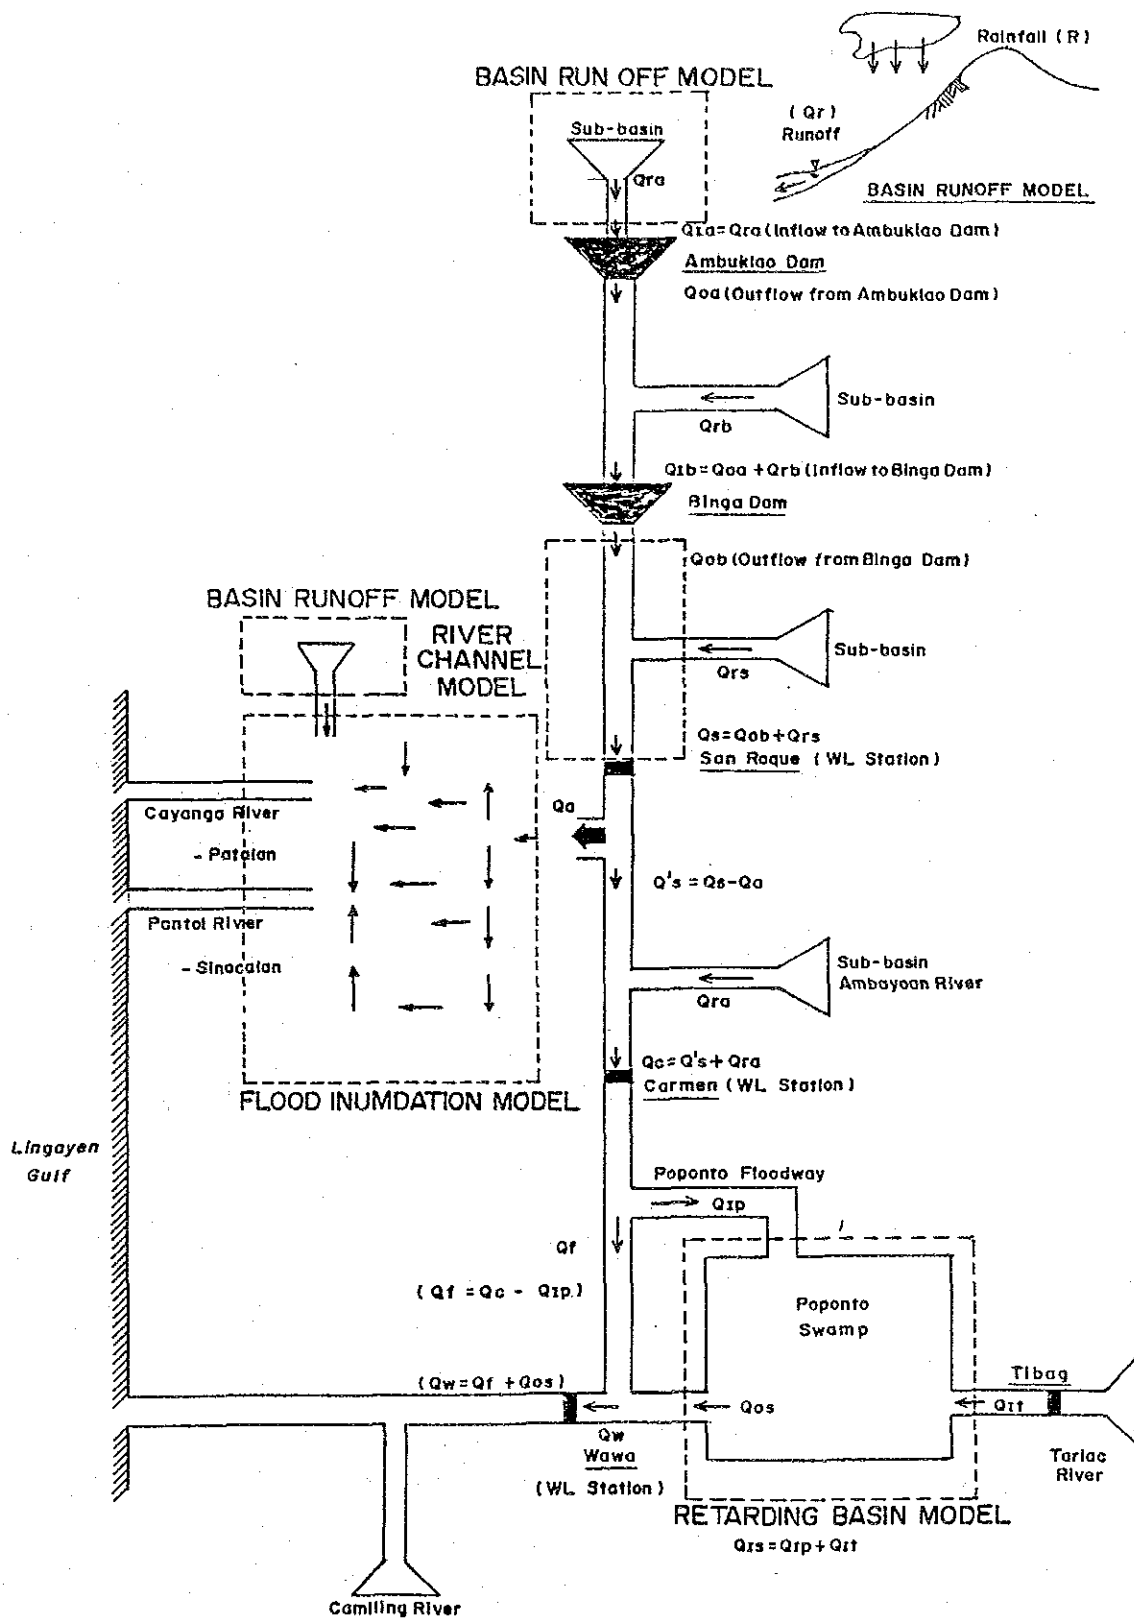 Rainfall (R)
BASIN RUN OFF MODEL
(Qr)
Runoff
Sub-basin
Qra
BASIN RUNOFF MODEL
QIa=Qra (Inflow to Ambuklao Dam)
Ambuklao Dam
Qoa (Outflow from Ambuklao Dam)
Sub-basin
Qrb
QIb=Qoa + Qrb (Inflow to Binga Dam)
Binga Dam
Qob (Outflow from Binga Dam)
BASIN RUNOFF MODEL
RIVER
CHANNEL
MODEL
Sub-basin
Qrs
Qs=Qob+Qrs
San Roque (WL Station)
Qa
Cayanga River
- Patalan
Q's = Qs-Qa
Pantol River
- Sinocalan
Sub-basin
Ambayoan River
Qra
Qc=Q's + Qra
Carmen (WL Station)
FLOOD INUMDATION MODEL
Lingayen
Gulf
Poponto Floodway
QIp
Qf
(Qf = Qc - QIp)
Poponto
Swamp
(Qw=Qf + Qos)
Tibag
Qos
QIt
Qw
Wawa
(WL Station)
Tarlac
River
RETARDING BASIN MODEL
QIs=QIp+QIt
Camiling River